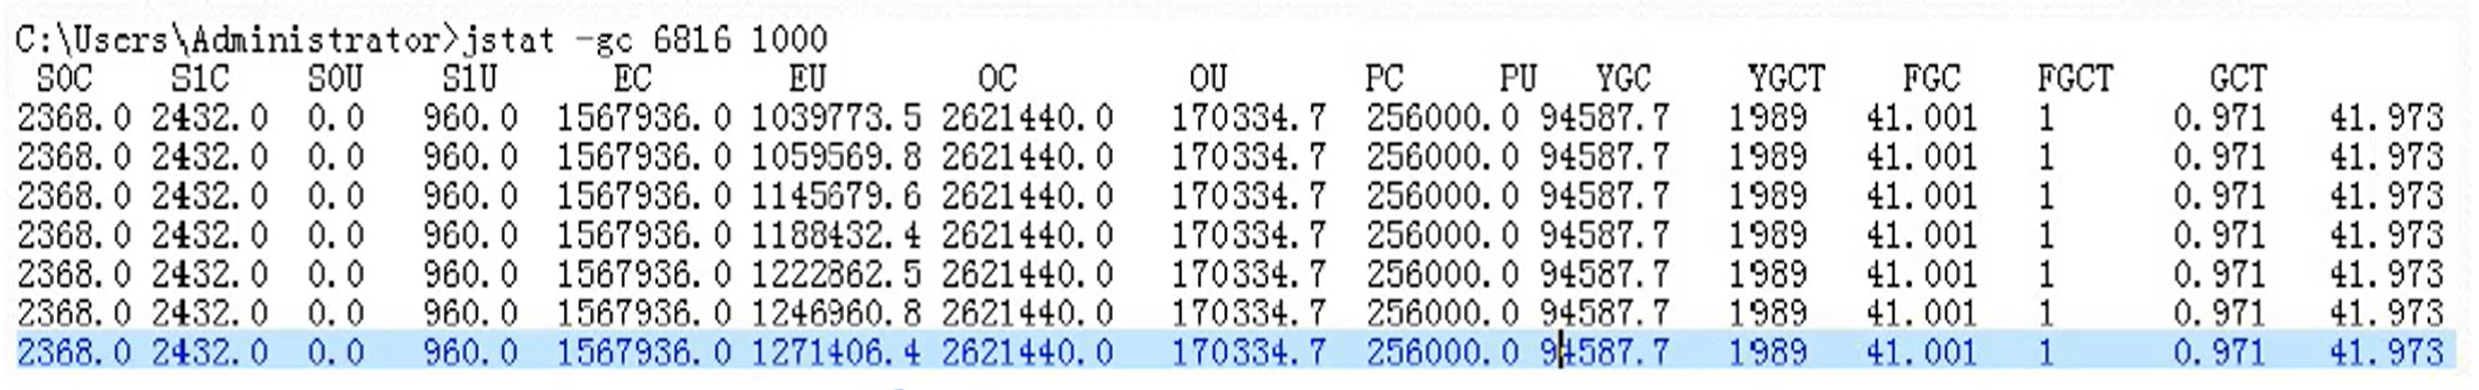 C:\Users\Administrator>jstat -gc 6816 1000
S0C S1C S0U S1U EC EU OC OU PC PU YGC YGCT FGC FGCT GCT
2368.0 2432.0 0.0 960.0 1567936.0 1039773.5 2621440.0 170334.7 256000.0 94587.7 1989 41.001 1 0.971 41.973
2368.0 2432.0 0.0 960.0 1567936.0 1059569.8 2621440.0 170334.7 256000.0 94587.7 1989 41.001 1 0.971 41.973
2368.0 2432.0 0.0 960.0 1567936.0 1145679.6 2621440.0 170334.7 256000.0 94587.7 1989 41.001 1 0.971 41.973
2368.0 2432.0 0.0 960.0 1567936.0 1188432.4 2621440.0 170334.7 256000.0 94587.7 1989 41.001 1 0.971 41.973
2368.0 2432.0 0.0 960.0 1567936.0 1222862.5 2621440.0 170334.7 256000.0 94587.7 1989 41.001 1 0.971 41.973
2368.0 2432.0 0.0 960.0 1567936.0 1246960.8 2621440.0 170334.7 256000.0 94587.7 1989 41.001 1 0.971 41.973
2368.0 2432.0 0.0 960.0 1567936.0 1271406.4 2621440.0 170334.7 256000.0 94587.7 1989 41.001 1 0.971 41.973